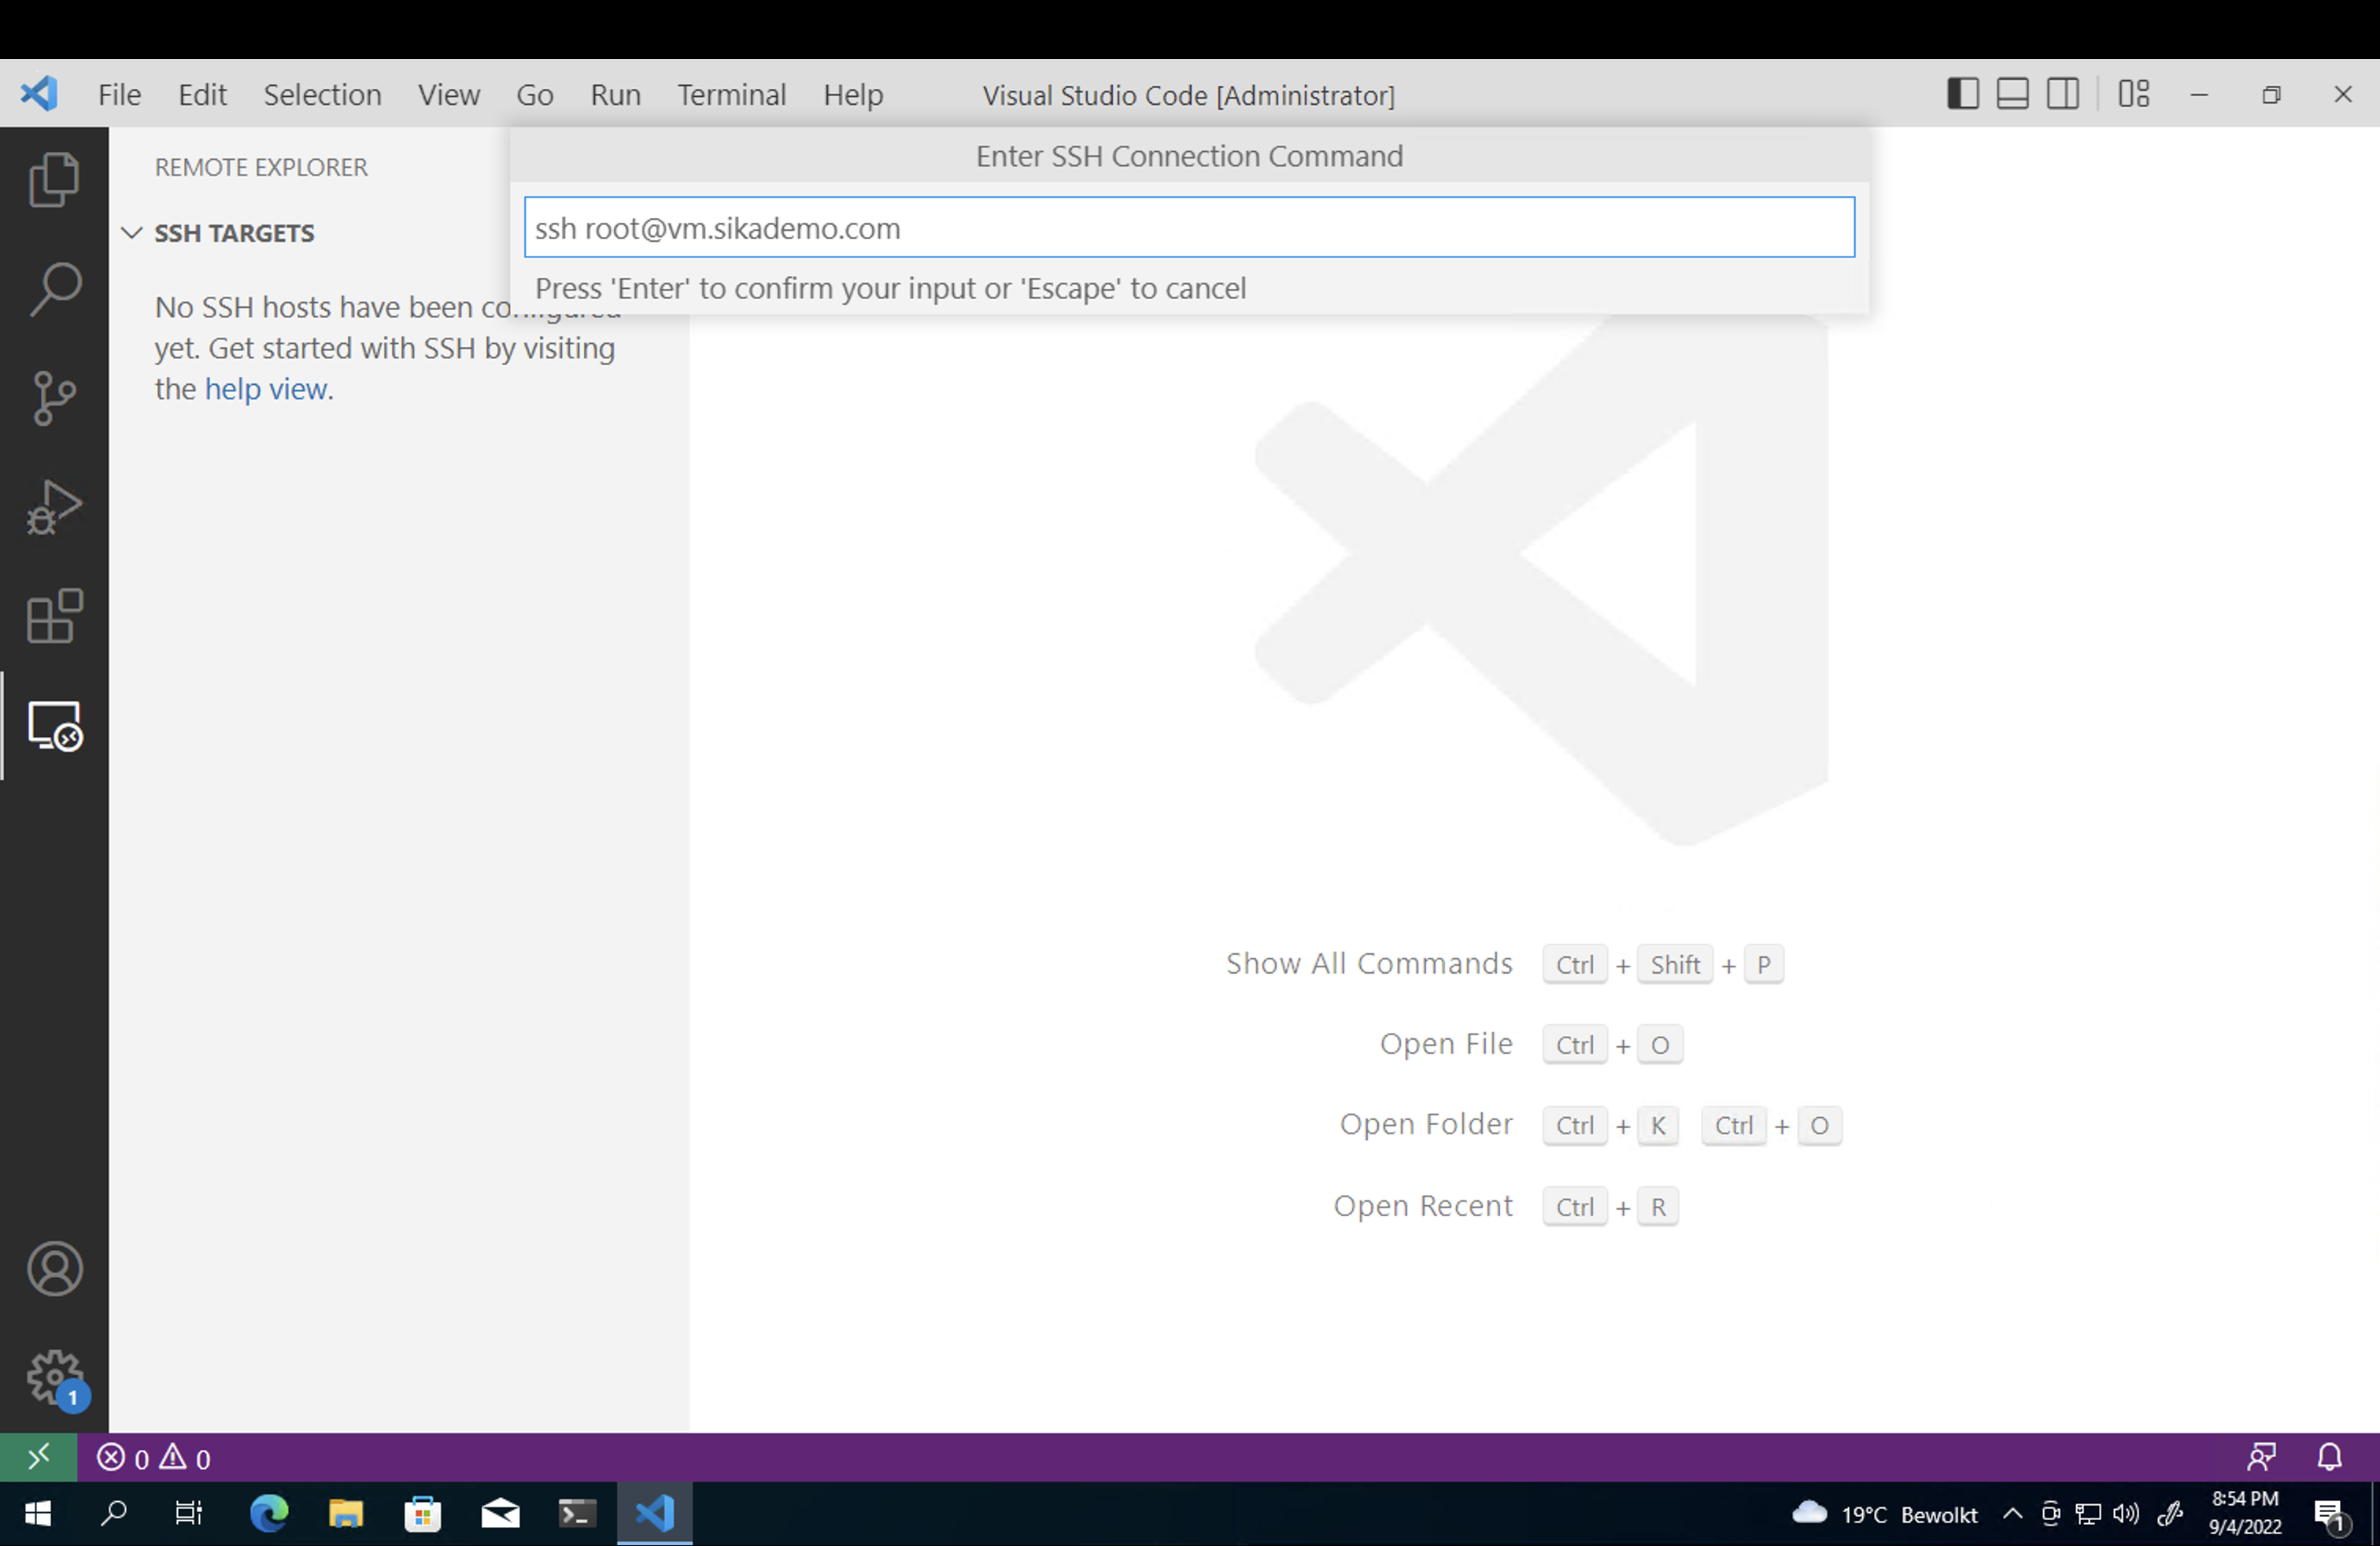 File Edit Selection View Go Run Terminal Help Visual Studio Code [Administrator]
Enter SSH Connection Command
ssh root@vm.sikademo.com
Press 'Enter' to confirm your input or 'Escape' to cancel
REMOTE EXPLORER
SSH TARGETS
No SSH hosts have been configured
yet. Get started with SSH by visiting
the help view.
Show All Commands Ctrl + Shift + P
Open File Ctrl + O
Open Folder Ctrl + K Ctrl + O
Open Recent Ctrl + R
1
0 0
19°C Bewolkt
8:54 PM
9/4/2022
1